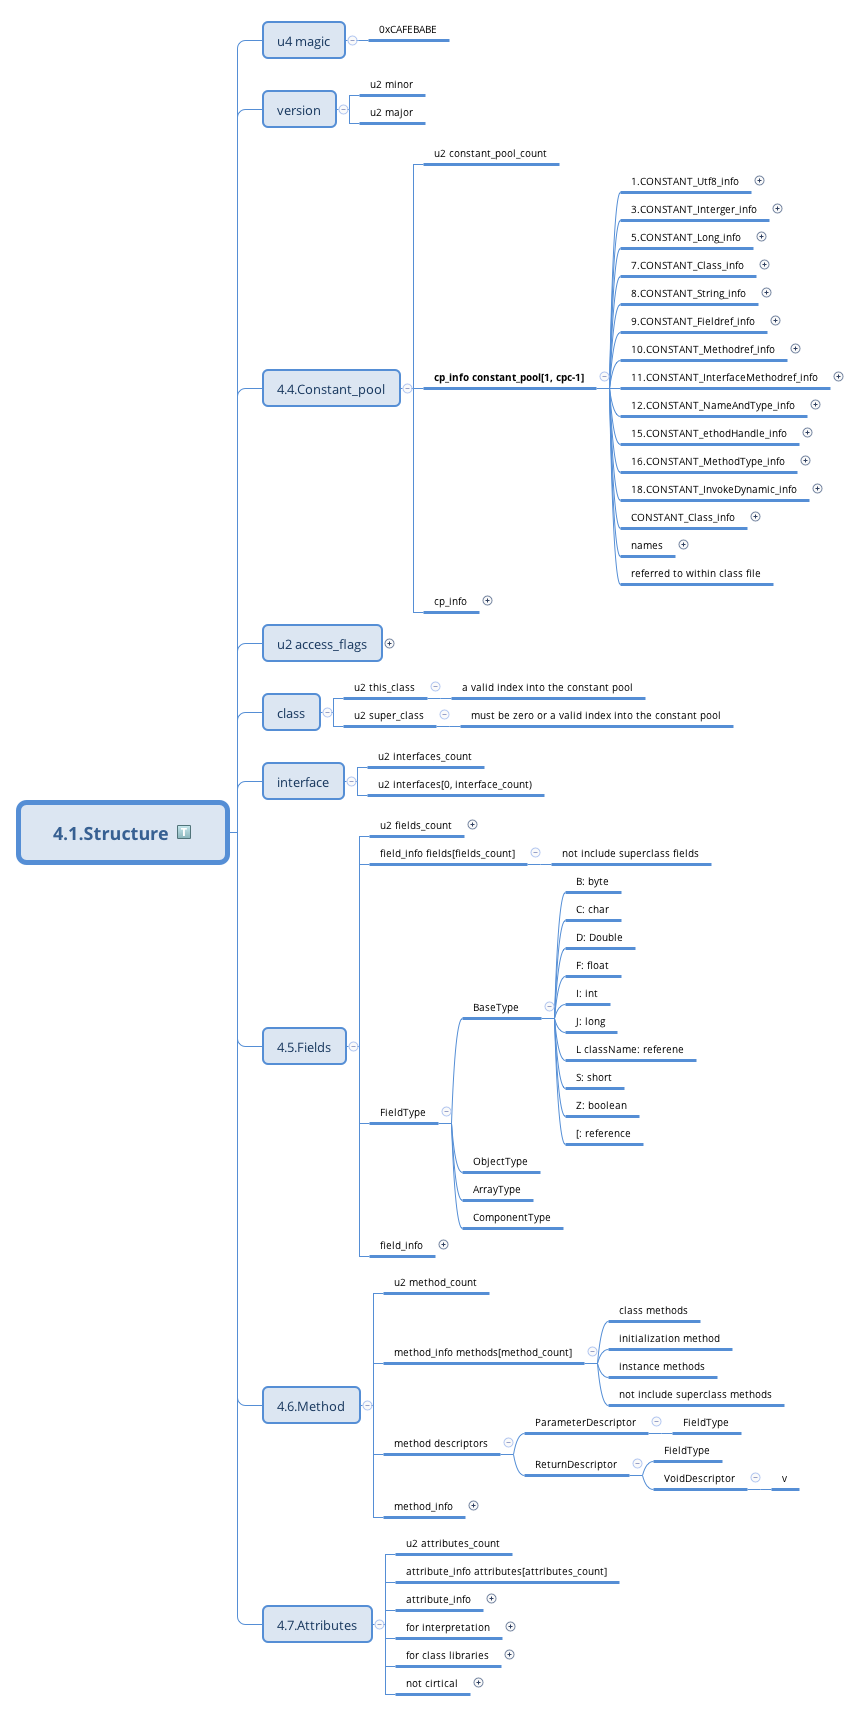 u4 magic
0xCAFEBABE
version
u2 minor
u2 major
4.4.Constant_pool
u2 constant_pool_count
cp_info constant_pool[1, cpc-1]
1.CONSTANT_Utf8_info
3.CONSTANT_Interger_info
5.CONSTANT_Long_info
7.CONSTANT_Class_info
8.CONSTANT_String_info
9.CONSTANT_Fieldref_info
10.CONSTANT_Methodref_info
11.CONSTANT_InterfaceMethodref_info
12.CONSTANT_NameAndType_info
15.CONSTANT_ethodHandle_info
16.CONSTANT_MethodType_info
18.CONSTANT_InvokeDynamic_info
CONSTANT_Class_info
names
referred to within class file
cp_info
u2 access_flags
class
u2 this_class
a valid index into the constant pool
u2 super_class
must be zero or a valid index into the constant pool
interface
u2 interfaces_count
u2 interfaces[0, interface_count)
4.1.Structure
T
4.5.Fields
u2 fields_count
field_info fields[fields_count]
not include superclass fields
FieldType
BaseType
B: byte
C: char
D: Double
F: float
I: int
J: long
L className: referene
S: short
Z: boolean
[: reference
ObjectType
ArrayType
ComponentType
field_info
4.6.Method
u2 method_count
method_info methods[method_count]
class methods
initialization method
instance methods
not include superclass methods
method descriptors
ParameterDescriptor
FieldType
ReturnDescriptor
FieldType
VoidDescriptor
v
method_info
4.7.Attributes
u2 attributes_count
attribute_info attributes[attributes_count]
attribute_info
for interpretation
for class libraries
not cirtical